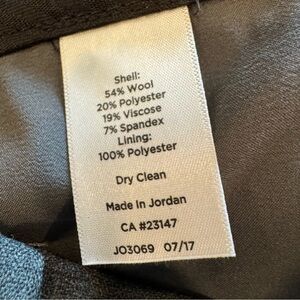 Shell:
54% Wool
20% Polyester
19% Viscose
7% Spandex
Lining:
100% Polyester
Dry Clean
Made In Jordan
CA #23147
JO3069 07/17